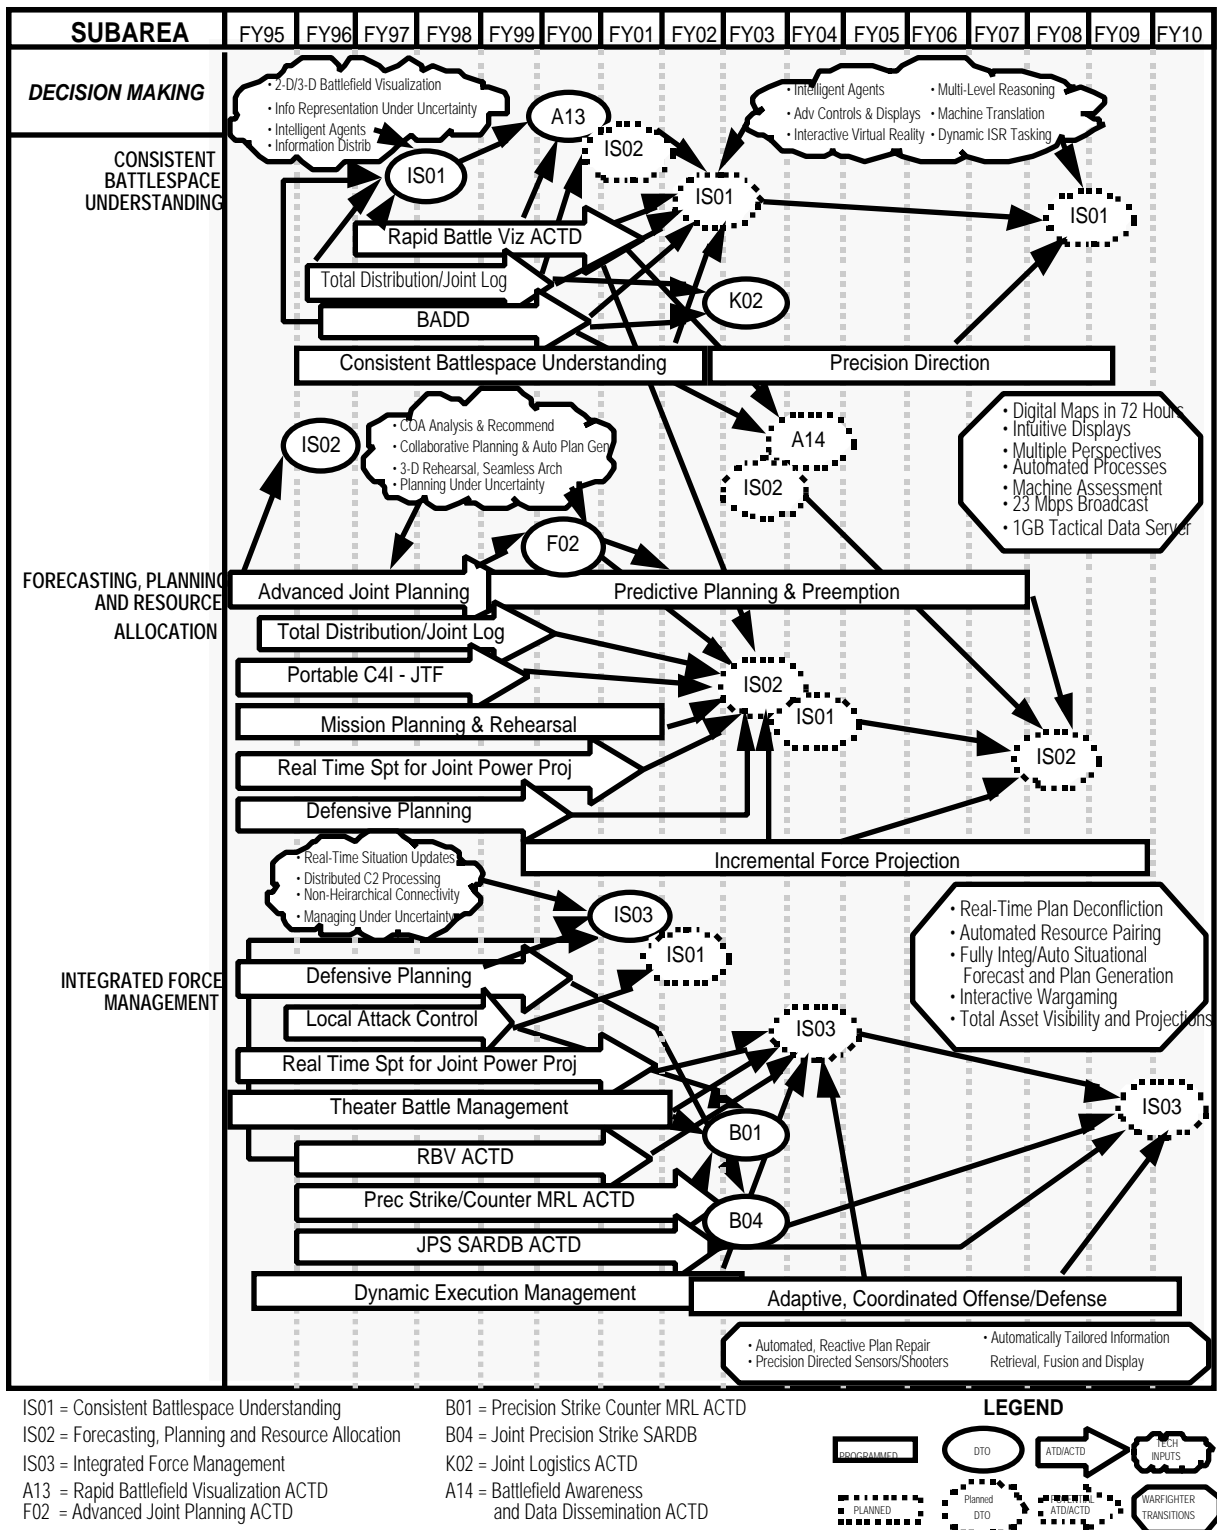 SUBAREA FY95 FY96 FY97 FY98 FY99 FY00 FY01 FY02 FY03 FY04 FY05 FY06 FY07 FY08 FY09 FY10
DECISION MAKING
• 2-D/3-D Battlefield Visualization
• Info Representation Under Uncertainty
• Intelligent Agents
• Information Distrib
• Intelligent Agents
• Adv Controls & Displays
• Interactive Virtual Reality
• Multi-Level Reasoning
• Machine Translation
• Dynamic ISR Tasking
CONSISTENT
BATTLESPACE
UNDERSTANDING
A13
IS02
IS01
IS01
IS01
Rapid Battle Viz ACTD
Total Distribution/Joint Log
K02
BADD
Consistent Battlespace Understanding
Precision Direction
• COA Analysis & Recommend
• Collaborative Planning & Auto Plan Gen
• 3-D Rehearsal, Seamless Arch
• Planning Under Uncertainty
IS02
A14
IS02
• Digital Maps in 72 Hours
• Intuitive Displays
• Multiple Perspectives
• Automated Processes
• Machine Assessment
• 23 Mbps Broadcast
• 1GB Tactical Data Server
F02
FORECASTING, PLANNING
AND RESOURCE
ALLOCATION
Advanced Joint Planning
Predictive Planning & Preemption
Total Distribution/Joint Log
Portable C4I - JTF
IS02
IS01
Mission Planning & Rehearsal
IS02
Real Time Spt for Joint Power Proj
Defensive Planning
Incremental Force Projection
• Real-Time Situation Updates
• Distributed C2 Processing
• Non-Heirarchical Connectivity
• Managing Under Uncertainty
IS03
IS01
• Real-Time Plan Deconfliction
• Automated Resource Pairing
• Fully Integ/Auto Situational
Forecast and Plan Generation
• Interactive Wargaming
• Total Asset Visibility and Projections
INTEGRATED FORCE
MANAGEMENT
Defensive Planning
Local Attack Control
IS03
Real Time Spt for Joint Power Proj
Theater Battle Management
IS03
B01
RBV ACTD
Prec Strike/Counter MRL ACTD
B04
JPS SARDB ACTD
Dynamic Execution Management
Adaptive, Coordinated Offense/Defense
• Automated, Reactive Plan Repair
• Precision Directed Sensors/Shooters
• Automatically Tailored Information
Retrieval, Fusion and Display
IS01 = Consistent Battlespace Understanding
IS02 = Forecasting, Planning and Resource Allocation
IS03 = Integrated Force Management
A13 = Rapid Battlefield Visualization ACTD
F02 = Advanced Joint Planning ACTD
B01 = Precision Strike Counter MRL ACTD
B04 = Joint Precision Strike SARDB
K02 = Joint Logistics ACTD
A14 = Battlefield Awareness
and Data Dissemination ACTD
LEGEND
PROGRAMMED
DTO
ATD/ACTD
TECH
INPUTS
PLANNED
Planned
DTO
POTENTIAL
ATD/ACTD
WARFIGHTER
TRANSITIONS